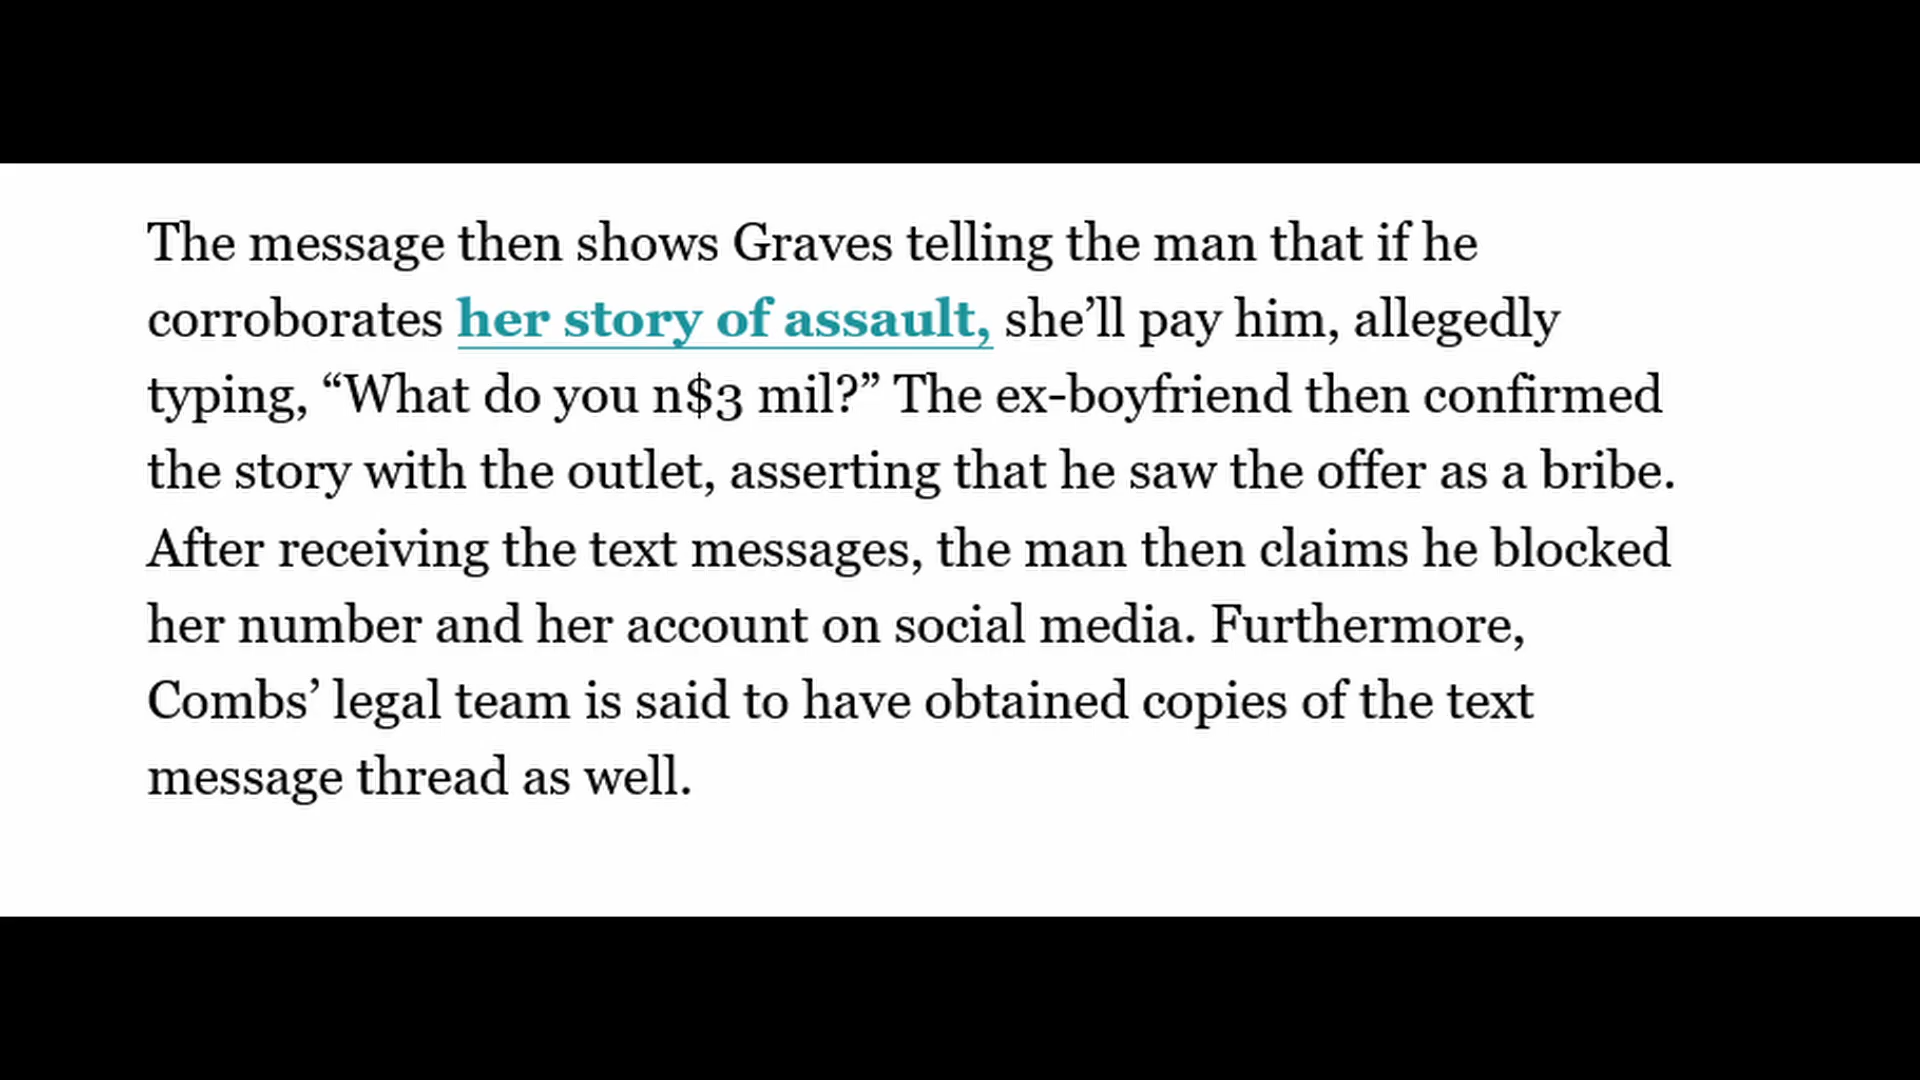 The message then shows Graves telling the man that if he
corroborates her story of assault, she’ll pay him, allegedly
typing, “What do you n$3 mil?” The ex-boyfriend then confirmed
the story with the outlet, asserting that he saw the offer as a bribe.
After receiving the text messages, the man then claims he blocked
her number and her account on social media. Furthermore,
Combs’ legal team is said to have obtained copies of the text
message thread as well.